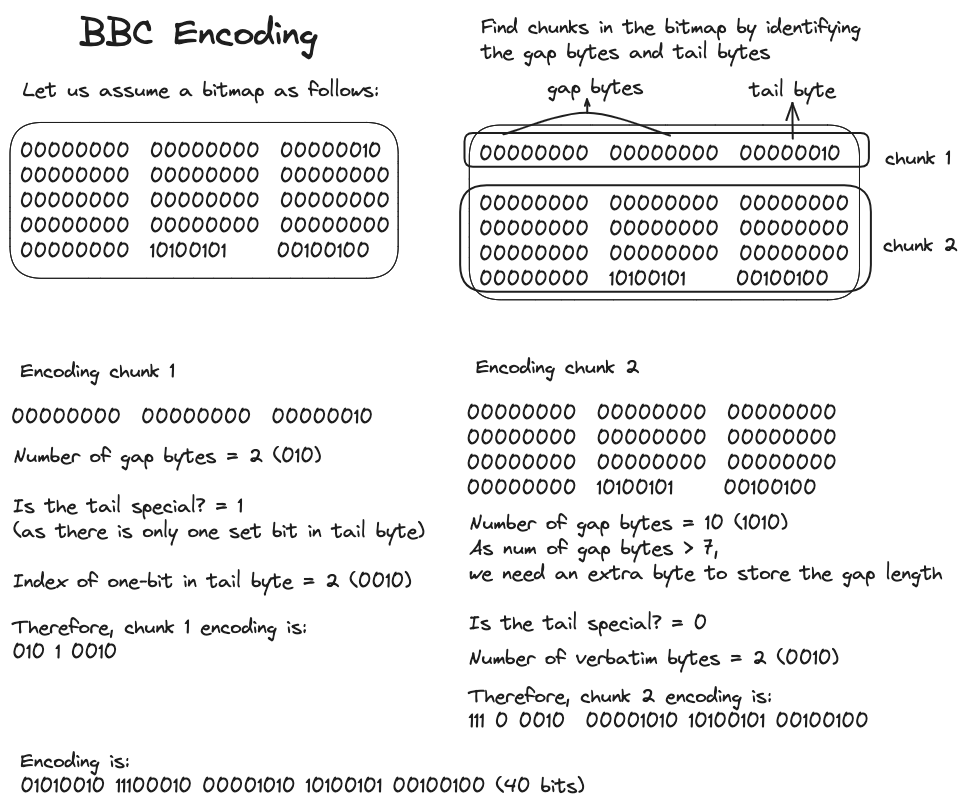 BBC Encoding
Let us assume a bitmap as follows:
00000000 00000000 00000010
00000000 00000000 00000000
00000000 00000000 00000000
00000000 00000000 00000000
00000000 10100101 00100100
Find chunks in the bitmap by identifying
the gap bytes and tail bytes
gap bytes
tail byte
00000000 00000000 00000010
chunk 1
00000000 00000000 00000000
00000000 00000000 00000000
00000000 00000000 00000000
00000000 10100101 00100100
chunk 2
Encoding chunk 1
00000000 00000000 00000010
Number of gap bytes = 2 (010)
Is the tail special? = 1
(as there is only one set bit in tail byte)
Index of one-bit in tail byte = 2 (0010)
Therefore, chunk 1 encoding is:
010 1 0010
Encoding chunk 2
00000000 00000000 00000000
00000000 00000000 00000000
00000000 00000000 00000000
00000000 10100101 00100100
Number of gap bytes = 10 (1010)
As num of gap bytes > 7,
we need an extra byte to store the gap length
Is the tail special? = 0
Number of verbatim bytes = 2 (0010)
Therefore, chunk 2 encoding is:
111 0 0010 00001010 10100101 00100100
Encoding is:
01010010 11100010 00001010 10100101 00100100 (40 bits)